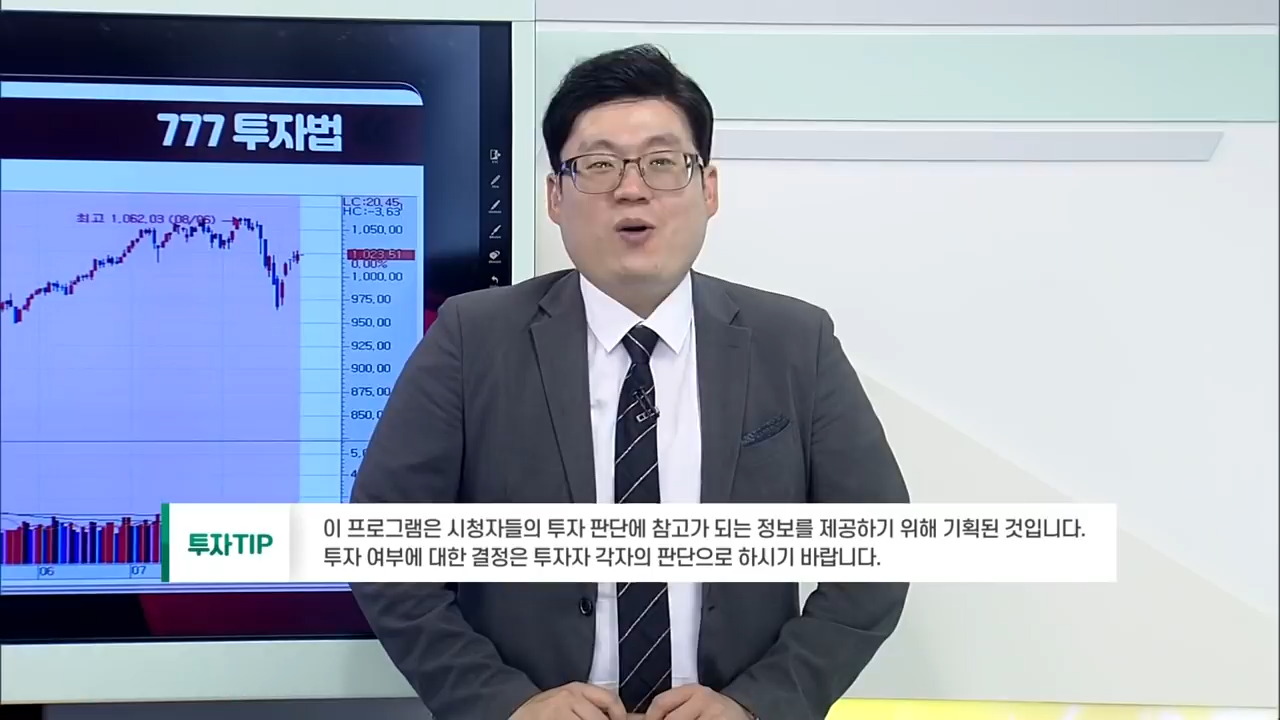 777 투자법
LC:20,45
HC:-3,63
최고 1,062,03 (08/06)
1,050,00
1,023,51
0,00%
1,000,00
975,00
950,00
925,00
900,00
875,00
850,
5,
4
06
07
투자TIP
이 프로그램은 시청자들의 투자 판단에 참고가 되는 정보를 제공하기 위해 기획된 것입니다.
투자 여부에 대한 결정은 투자자 각자의 판단으로 하시기 바랍니다.